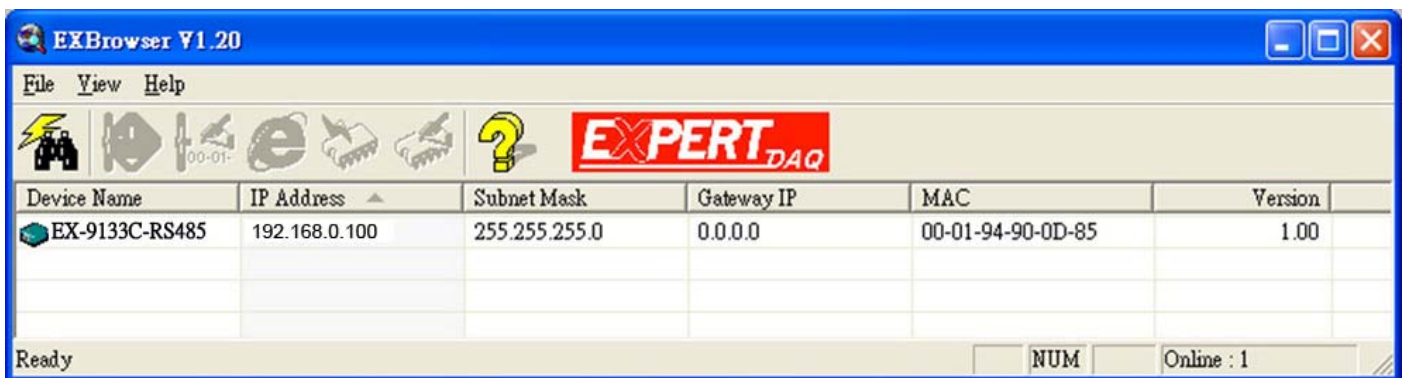 EXBrowser V1.20
File View Help
00-01-
EXPERT DAQ
Device Name IP Address Subnet Mask Gateway IP MAC Version
EX-9133C-RS485 192.168.0.100 255.255.255.0 0.0.0.0 00-01-94-90-0D-85 1.00
Ready NUM Online : 1